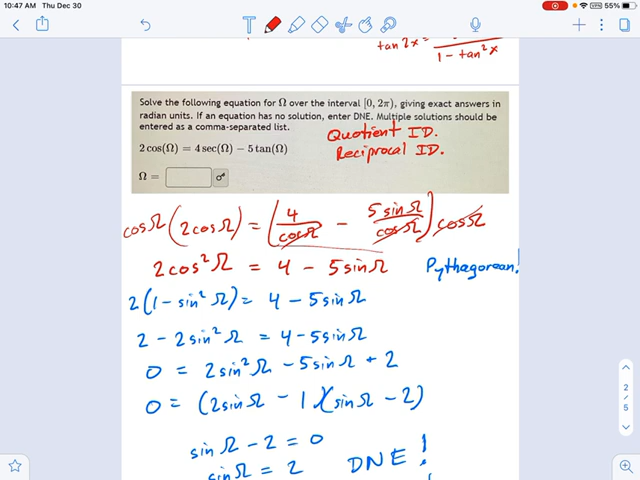 10:47 AM Thu Dec 30
55%
tan 2x =
1 - tan²x
Solve the following equation for Ω over the interval [0, 2π), giving exact answers in
radian units. If an equation has no solution, enter DNE. Multiple solutions should be
entered as a comma-separated list.
Quotient ID.
2 cos(Ω) = 4 sec(Ω) − 5 tan(Ω)
Reciprocal ID.
Ω =
cosΩ (2cosΩ) = (4/cosΩ - 5sinΩ/cosΩ) cosΩ
2cos²Ω = 4 - 5sinΩ
Pythagorean!
2(1 - sin²Ω) = 4 - 5sinΩ
2 - 2sin²Ω = 4 - 5sinΩ
0 = 2sin²Ω - 5sinΩ + 2
0 = (2sinΩ - 1)(sinΩ - 2)
sinΩ - 2 = 0
sinΩ = 2
DNE!
2/5